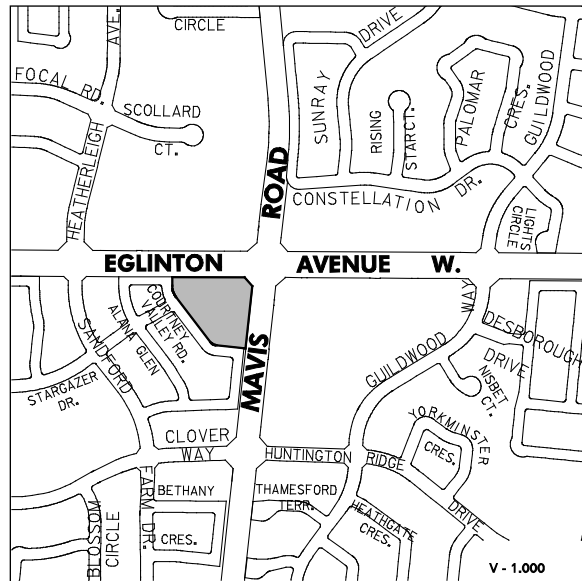 AVE.
CIRCLE
DRIVE
FOCAL RD.
SCOLLARD
CT.
HEATHERLEIGH
SUNRAY
RISING
STAR CT.
PALOMAR
CRES.
GUILDWOOD
ROAD
CONSTELLATION DR.
LIGHTS
CIRCLE
EGLINTON AVENUE W.
COURTNEY
VALLEY RD.
ALANA GLEN
SANDFORD
STARGAZER
DR.
MAVIS
GUILDWOOD WAY
DESBOROUGH
DRIVE
NISBET
CT.
YORKMINSTER
CRES.
CLOVER
WAY
HUNTINGTON RIDGE DRIVE
BETHANY
CRES.
FARM DR.
BLOSSOM
CIRCLE
THAMESFORD
TERR.
HEATHGATE
CRES.
V - 1.000